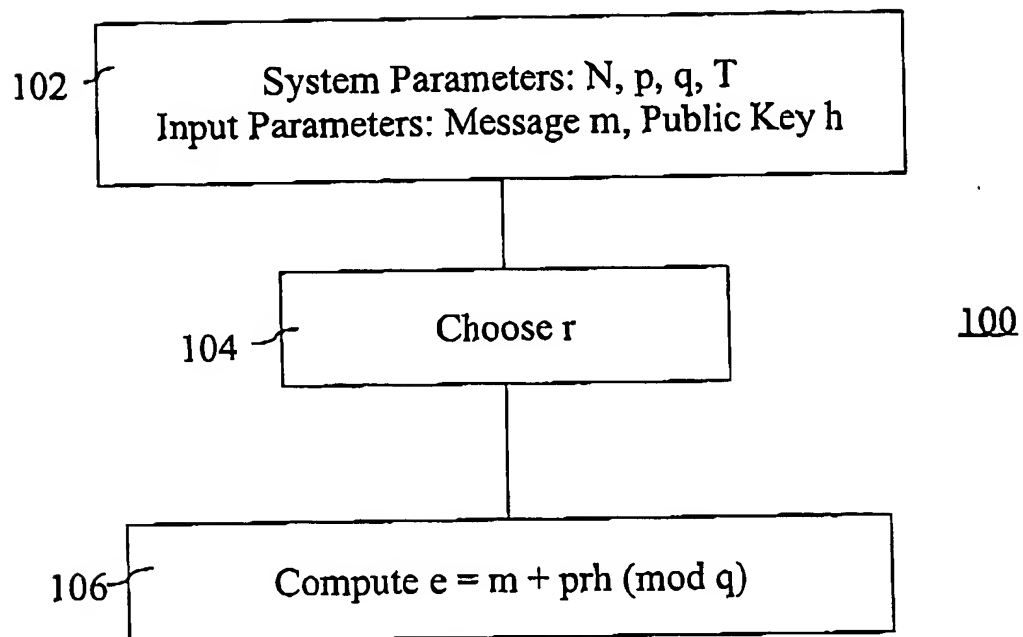 102
System Parameters: N, p, q, T
Input Parameters: Message m, Public Key h
104
Choose r
100
106
Compute e = m + prh (mod q)